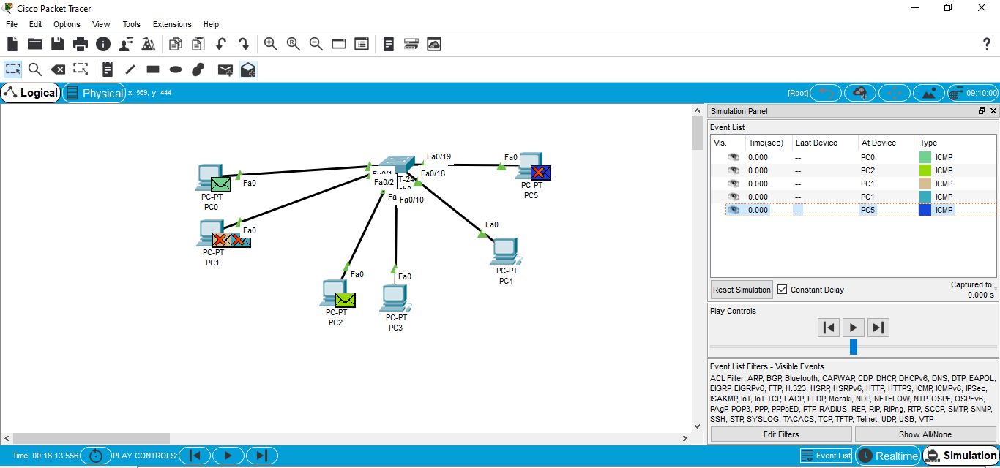 Cisco Packet Tracer
File Edit Options View Tools Extensions Help
Logical Physical x: 569, y: 444 [Root] 09:10:00
Fa0/19 Fa0
Fa0/18
Fa0/1
Fa0/2
Fa Fa0/10
PC-PT
PC5
Fa0
PC-PT
PC0
Fa0
PC-PT
PC1
Fa0
PC-PT
PC4
Fa0
PC-PT
PC2
Fa0
PC-PT
PC3
Simulation Panel
Event List
Vis. Time(sec) Last Device At Device Type
0.000 -- PC0 ICMP
0.000 -- PC2 ICMP
0.000 -- PC1 ICMP
0.000 -- PC1 ICMP
0.000 -- PC5 ICMP
Reset Simulation Constant Delay Captured to:
0.000 s
Play Controls
Event List Filters - Visible Events
ACL Filter, ARP, BGP, Bluetooth, CAPWAP, CDP, DHCP, DHCPv6, DNS, DTP, EAPOL,
EIGRP, EIGRPv6, FTP, H.323, HSRP, HSRPv6, HTTP, HTTPS, ICMP, ICMPv6, IPSec,
ISAKMP, IoT, IoT TCP, LACP, LLDP, Meraki, NDP, NETFLOW, NTP, OSPF, OSPFv6,
PAgP, POP3, PPP, PPPoED, PTP, RADIUS, REP, RIP, RIPng, RTP, SCCP, SMTP, SNMP,
SSH, STP, SYSLOG, TACACS, TCP, TFTP, Telnet, UDP, USB, VTP
Edit Filters Show All/None
Time: 00:16:13.556 PLAY CONTROLS: Event List Realtime Simulation